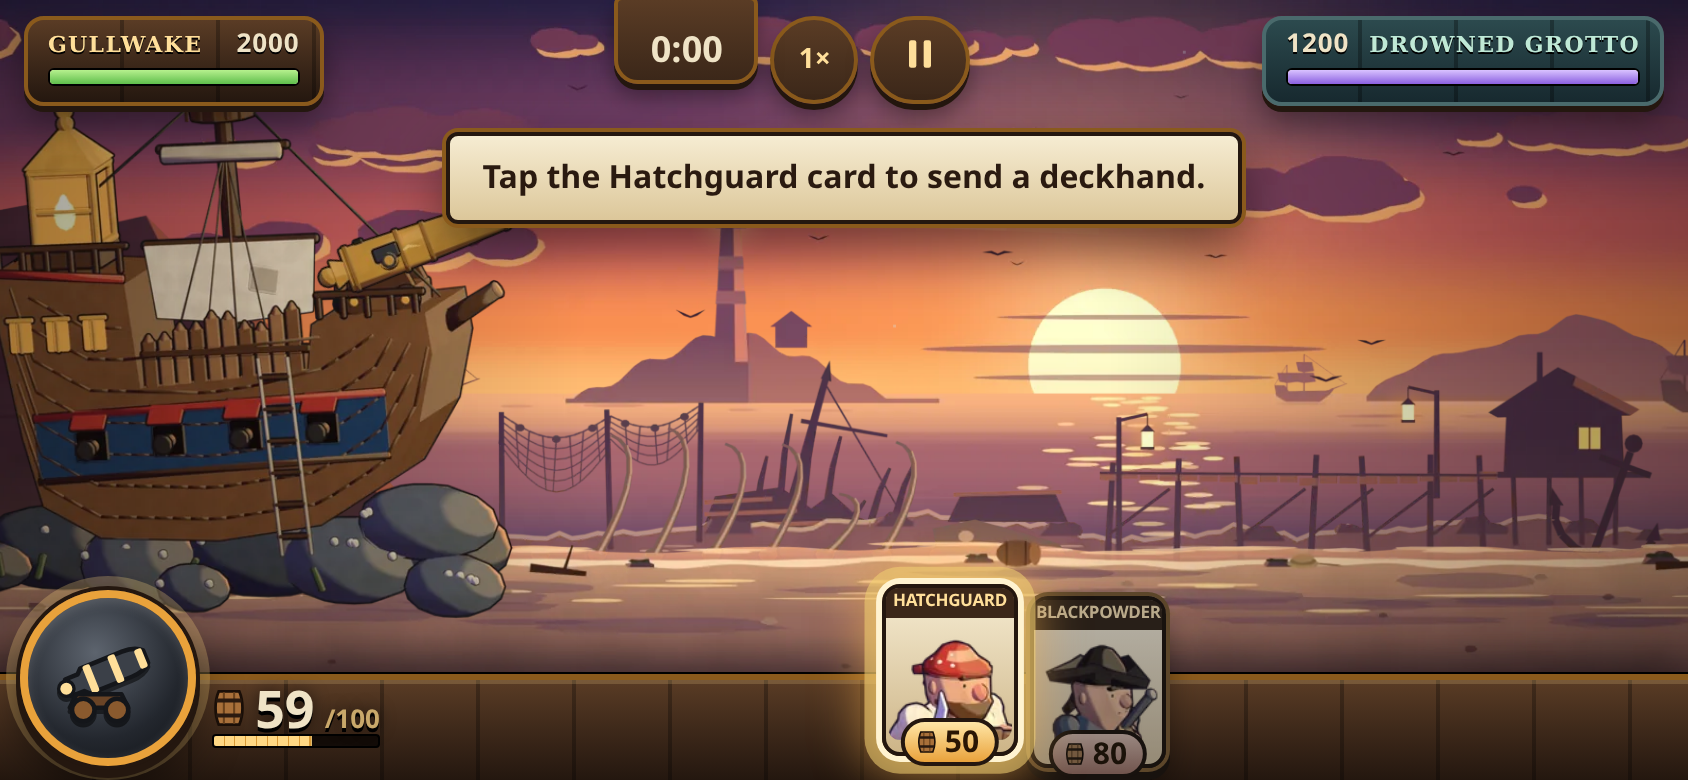 GULLWAKE 2000
0:00
1×
1200 DROWNED GROTTO
Tap the Hatchguard card to send a deckhand.
59 /100
HATCHGUARD
50
BLACKPOWDER
80